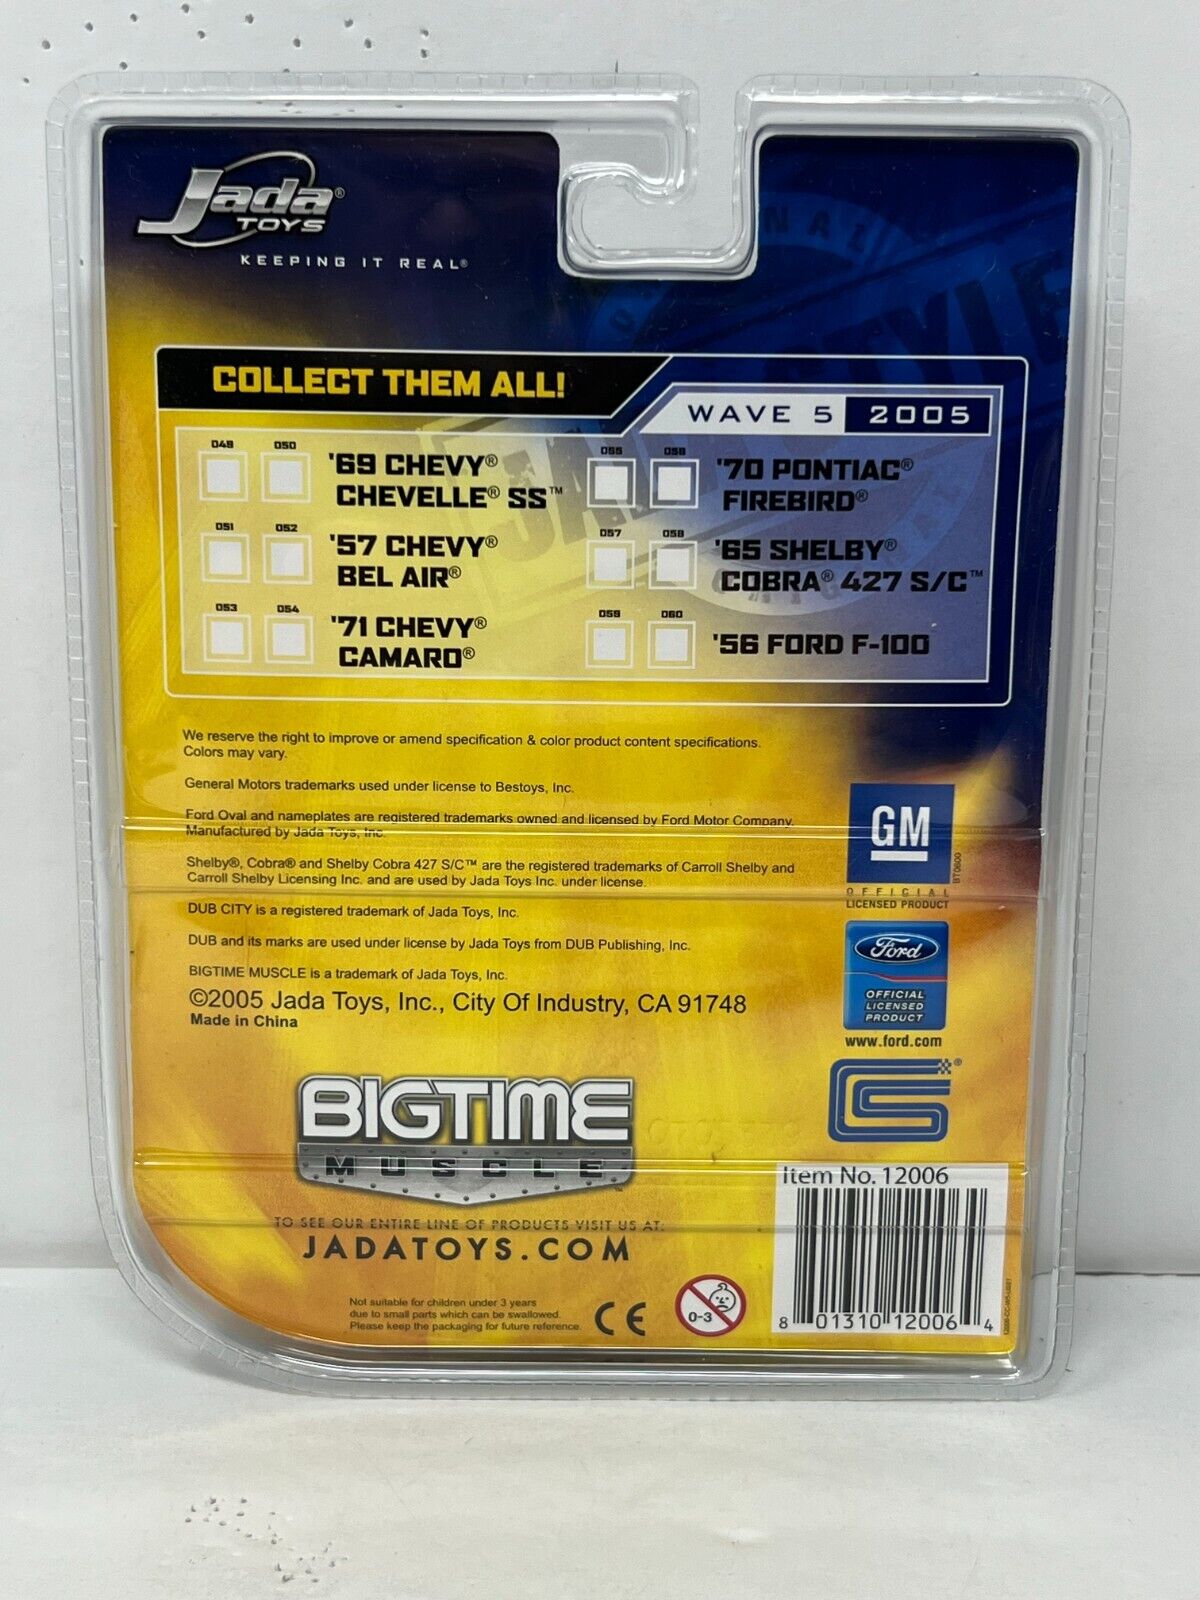 Jada®
TOYS
KEEPING IT REAL®
COLLECT THEM ALL!
WAVE 5 2005
049 050
'69 CHEVY®
CHEVELLE® SS™
051 052
'57 CHEVY®
BEL AIR®
053 054
'71 CHEVY®
CAMARO®
055 056
'70 PONTIAC®
FIREBIRD®
057 058
'65 SHELBY®
COBRA® 427 S/C™
059 060
'56 FORD F-100
We reserve the right to improve or amend specification & color product content specifications.
Colors may vary.
General Motors trademarks used under license to Bestoys, Inc.
Ford Oval and nameplates are registered trademarks owned and licensed by Ford Motor Company.
Manufactured by Jada Toys, Inc.
Shelby®, Cobra® and Shelby Cobra 427 S/C™ are the registered trademarks of Carroll Shelby and
Carroll Shelby Licensing Inc. and are used by Jada Toys Inc. under license.
DUB CITY is a registered trademark of Jada Toys, Inc.
DUB and its marks are used under license by Jada Toys from DUB Publishing, Inc.
BIGTIME MUSCLE is a trademark of Jada Toys, Inc.
©2005 Jada Toys, Inc., City Of Industry, CA 91748
Made in China
GM
BT0600
OFFICIAL
LICENSED PRODUCT
Ford
OFFICIAL
LICENSED
PRODUCT
www.ford.com
CS®
BIGTIME
MUSCLE™
TO SEE OUR ENTIRE LINE OF PRODUCTS VISIT US AT:
JADATOYS.COM
Not suitable for children under 3 years
due to small parts which can be swallowed.
Please keep the packaging for future reference.
CE
0-3
Item No. 12006
8 01310 12006 4